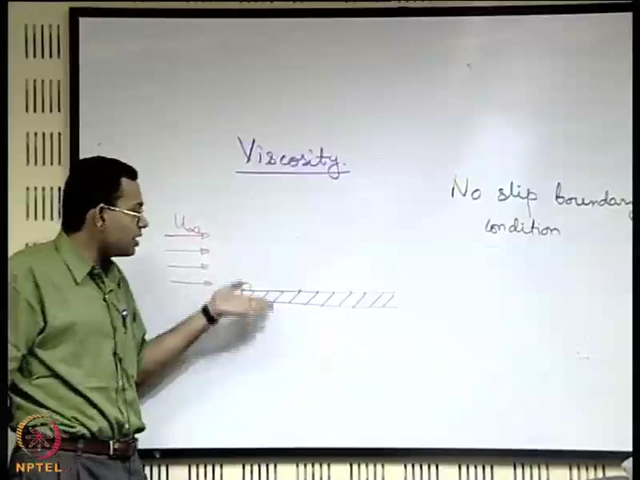 Viscosity.
No slip boundary
condition
U∞
NPTEL